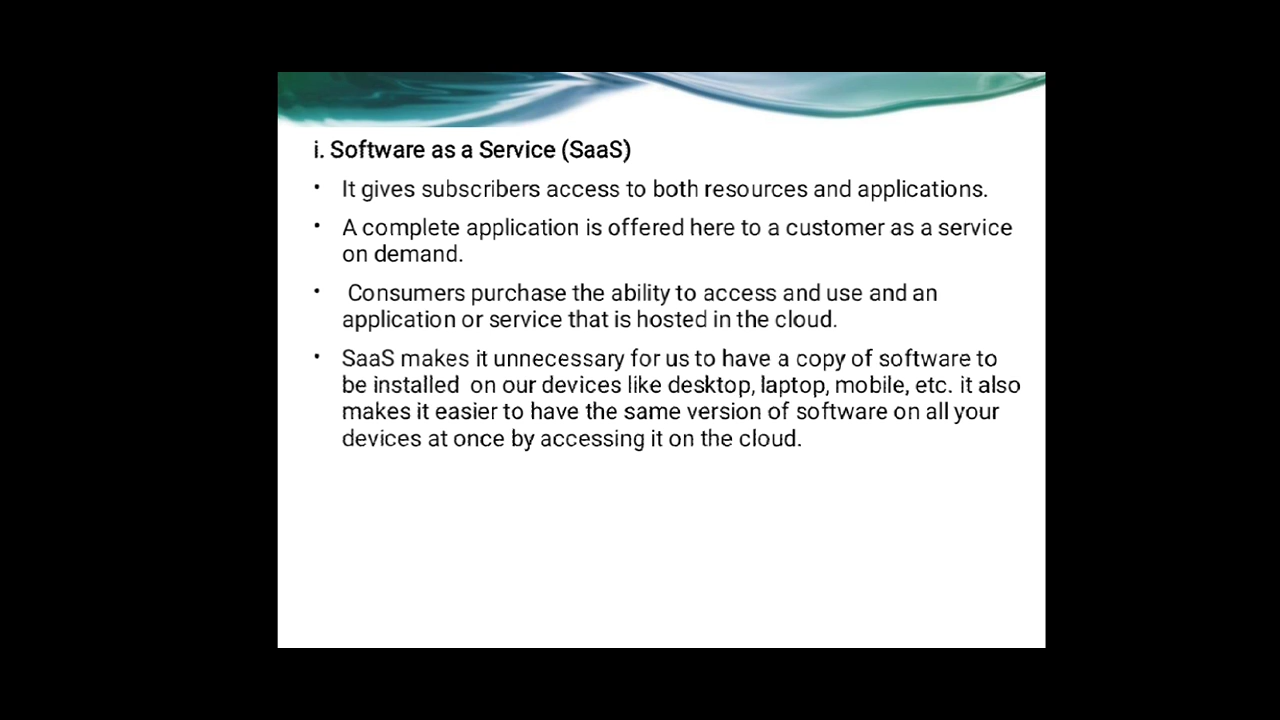 i. Software as a Service (SaaS)
• It gives subscribers access to both resources and applications.
• A complete application is offered here to a customer as a service
on demand.
• Consumers purchase the ability to access and use and an
application or service that is hosted in the cloud.
• SaaS makes it unnecessary for us to have a copy of software to
be installed  on our devices like desktop, laptop, mobile, etc. it also
makes it easier to have the same version of software on all your
devices at once by accessing it on the cloud.